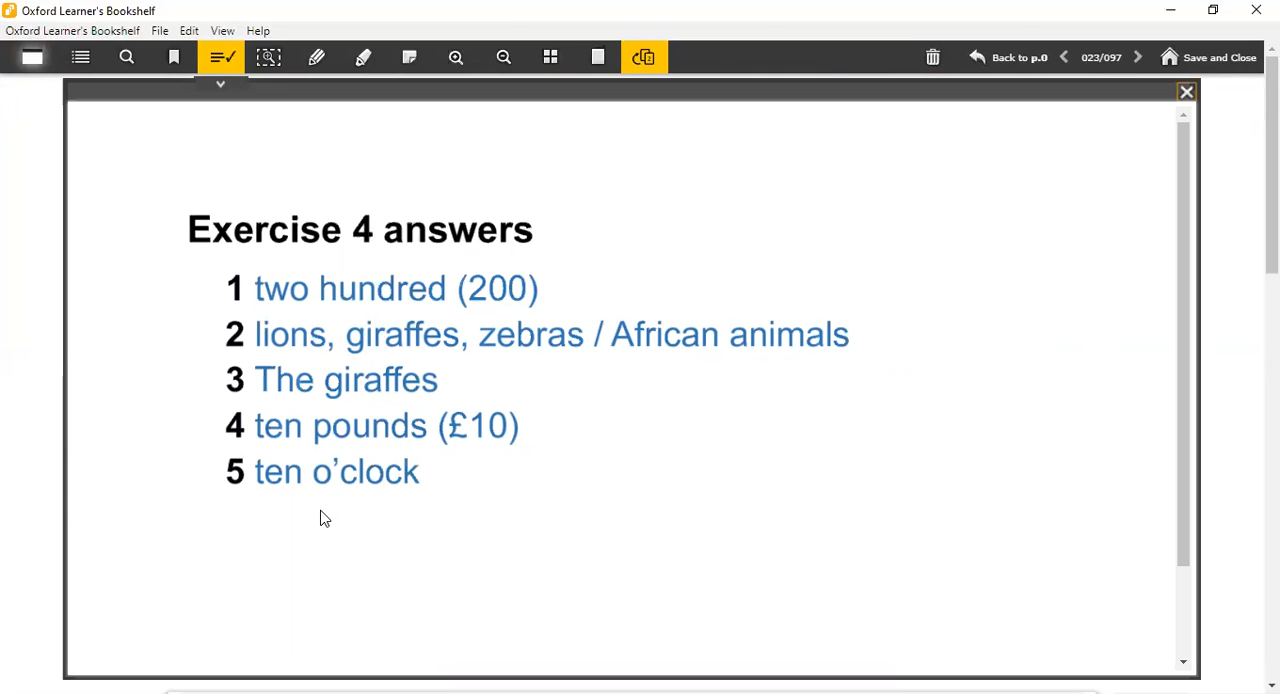 Oxford Learner's Bookshelf
Oxford Learner's Bookshelf File Edit View Help
Back to p.0 023/097 Save and Close
Exercise 4 answers
1 two hundred (200)
2 lions, giraffes, zebras / African animals
3 The giraffes
4 ten pounds (£10)
5 ten o’clock